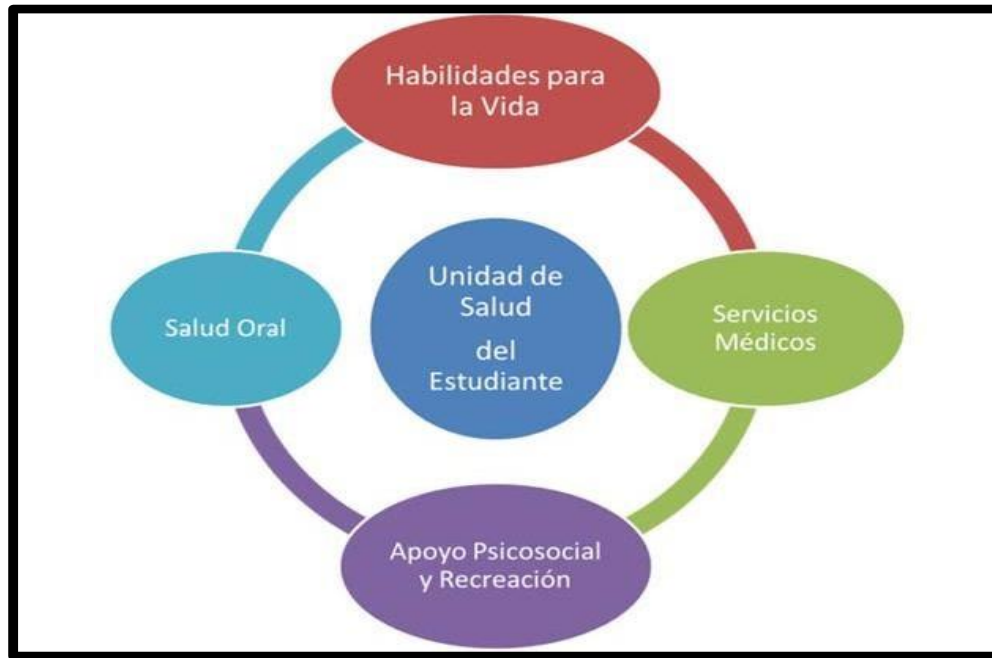 Habilidades para
la Vida
Salud Oral
Unidad de
Salud
del
Estudiante
Servicios
Médicos
Apoyo Psicosocial
y Recreación